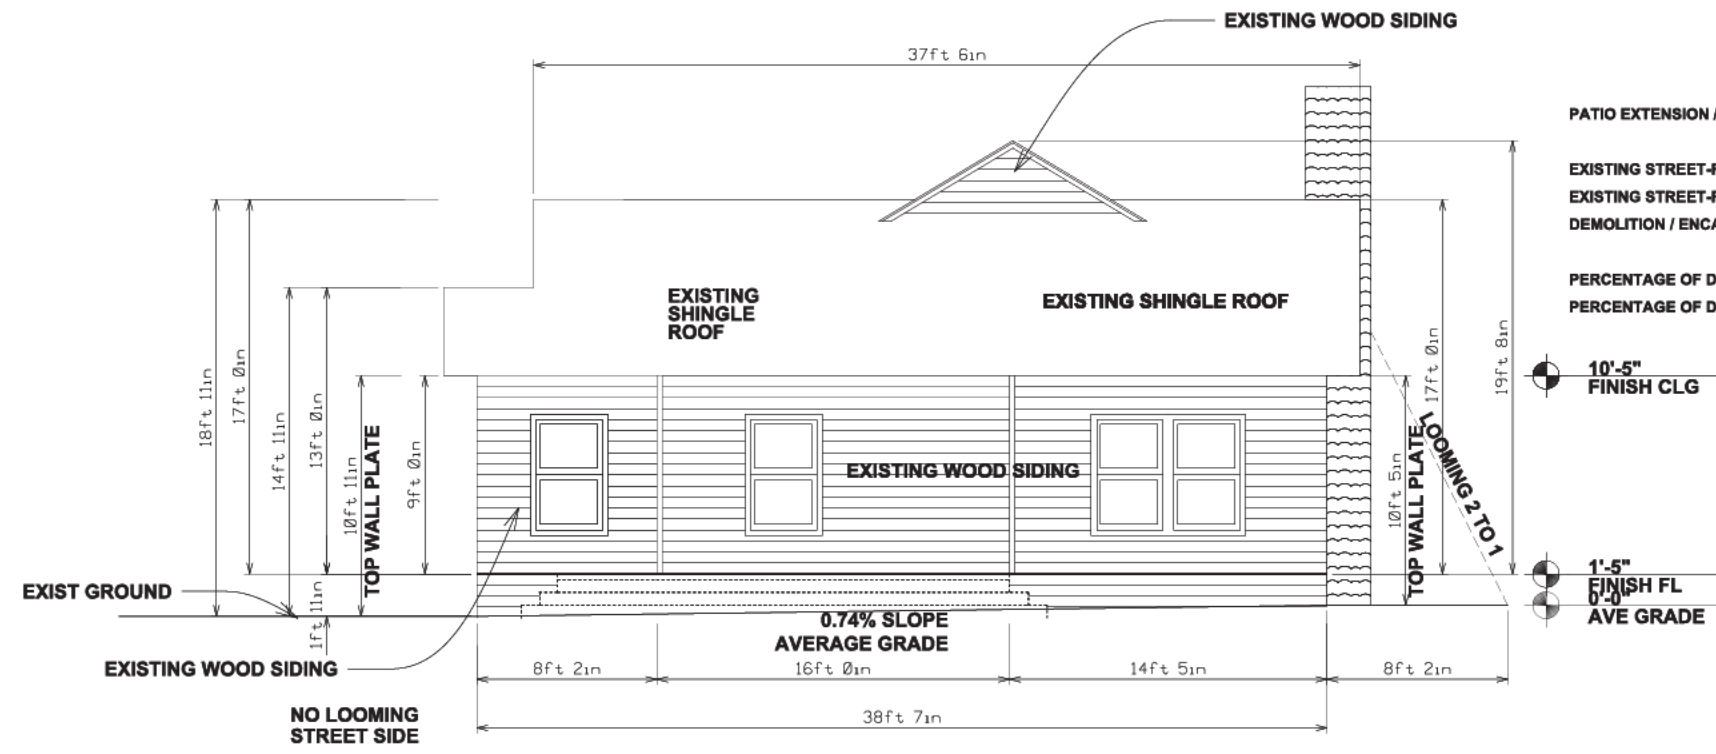 EXISTING WOOD SIDING
37ft 6in
PATIO EXTENSION /
EXISTING STREET-F
EXISTING STREET-F
DEMOLITION / ENCA
PERCENTAGE OF D
PERCENTAGE OF D
EXISTING
SHINGLE
ROOF
EXISTING SHINGLE ROOF
18ft 11in
17ft 0in
14ft 11in
13ft 0in
10ft 11in
TOP WALL PLATE
9ft 0in
1ft 11in
EXISTING WOOD SIDING
10ft 5in
TOP WALL PLATE
17ft 0in
LOOMING 2 TO 1
19ft 8in
10'-5"
FINISH CLG
1'-5"
FINISH FL
0'-0"
AVE GRADE
EXIST GROUND
0.74% SLOPE
AVERAGE GRADE
EXISTING WOOD SIDING
8ft 2in
16ft 0in
14ft 5in
8ft 2in
38ft 7in
NO LOOMING
STREET SIDE